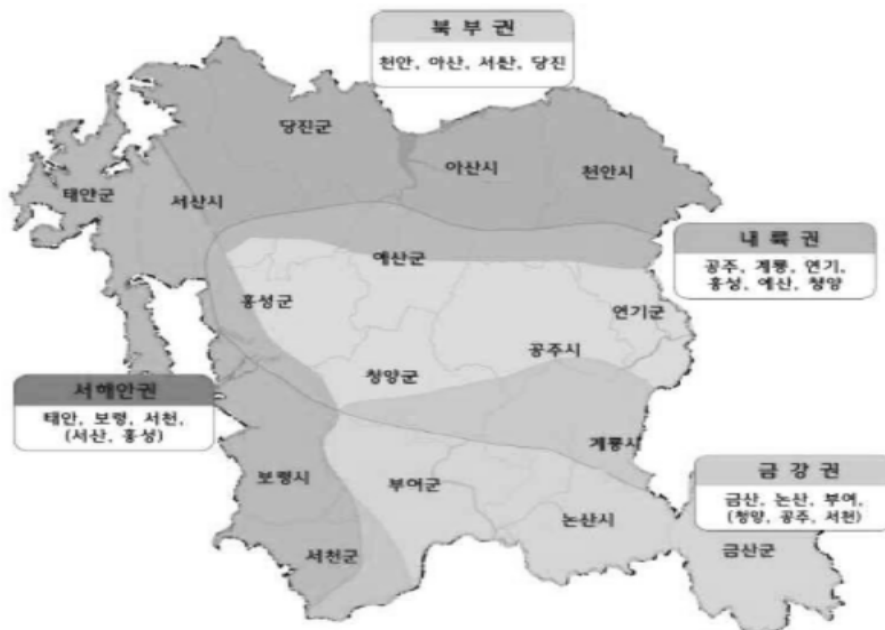 북부권
천안, 아산, 서산, 당진
당진군
아산시
천안시
태안군
서산시
내륙권
공주, 계룡, 연기,
홍성, 예산, 청양
예산군
홍성군
연기군
공주시
청양군
서해안권
태안, 보령, 서천,
(서산, 홍성)
계룡시
보령시
부여군
금강권
금산, 논산, 부여,
(청양, 공주, 서천)
논산시
서천군
금산군